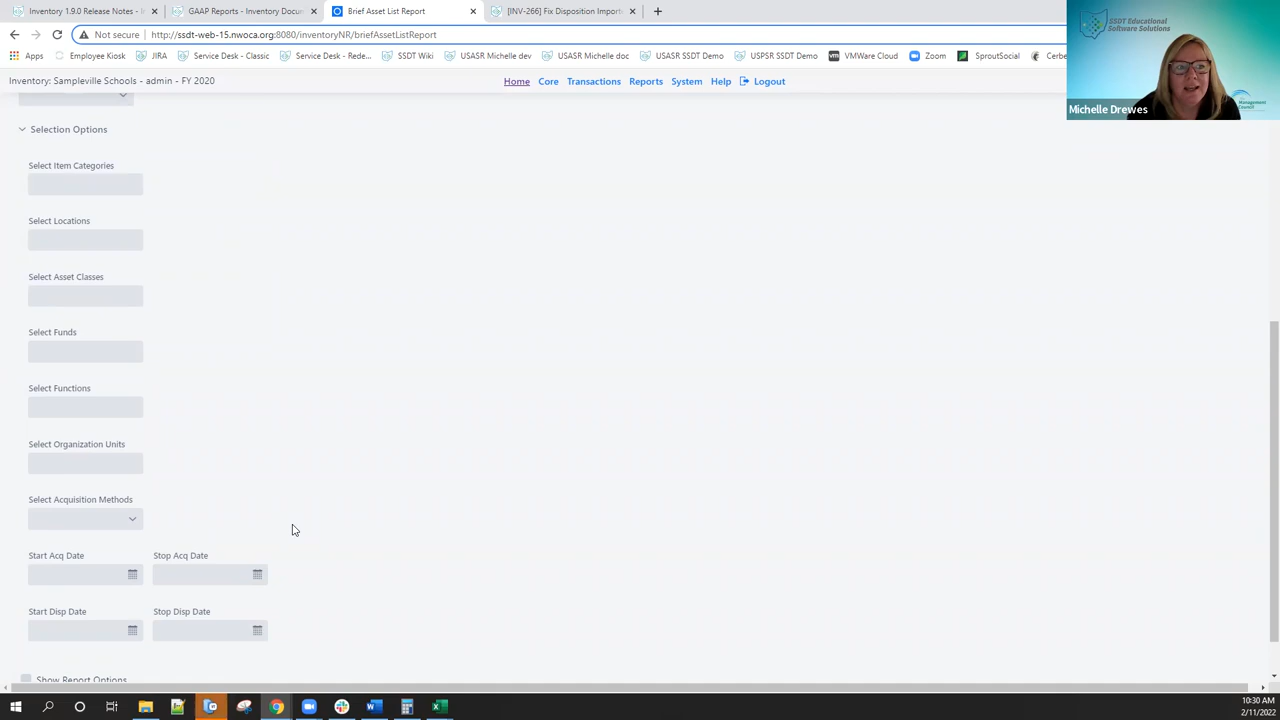 Inventory 1.9.0 Release Notes - In
GAAP Reports - Inventory Docum
Brief Asset List Report
[INV-266] Fix Disposition Import
Not secure | http://ssdt-web-15.nwoca.org:8080/inventoryNR/briefAssetListReport
Apps Employee Kiosk JIRA Service Desk - Classic Service Desk - Rede... SSDT Wiki USASR Michelle dev USASR Michelle doc USASR SSDT Demo USPSR SSDT Demo VMWare Cloud Zoom SproutSocial Cerbe
Inventory: Sampleville Schools - admin - FY 2020
Home Core Transactions Reports System Help Logout
SSDT Educational
Software Solutions
Management
Council
Michelle Drewes
Selection Options
Select Item Categories
Select Locations
Select Asset Classes
Select Funds
Select Functions
Select Organization Units
Select Acquisition Methods
Start Acq Date Stop Acq Date
Start Disp Date Stop Disp Date
Show Report Options
10:30 AM
2/11/2022